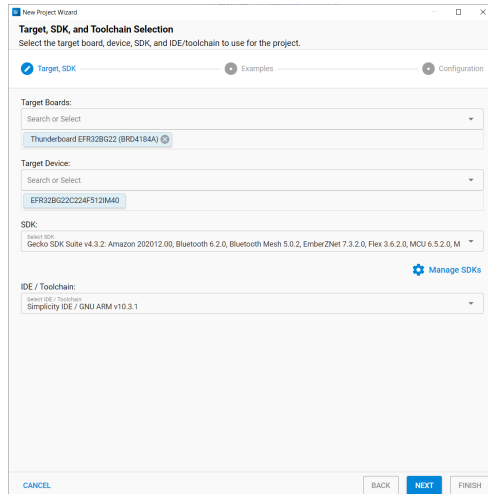 New Project Wizard
Target, SDK, and Toolchain Selection
Select the target board, device, SDK, and IDE/toolchain to use for the project.
Target, SDK
Examples
Configuration
Target Boards:
Search or Select
Thunderboard EFR32BG22 (BRD4184A)
Target Device:
Search or Select
EFR32BG22C224F512IM40
SDK:
Select SDK
Gecko SDK Suite v4.3.2: Amazon 202012.00, Bluetooth 6.2.0, Bluetooth Mesh 5.0.2, EmberZNet 7.3.2.0, Flex 3.6.2.0, MCU 6.5.2.0, M
Manage SDKs
IDE / Toolchain:
Select IDE / Toolchain
Simplicity IDE / GNU ARM v10.3.1
CANCEL
BACK
NEXT
FINISH